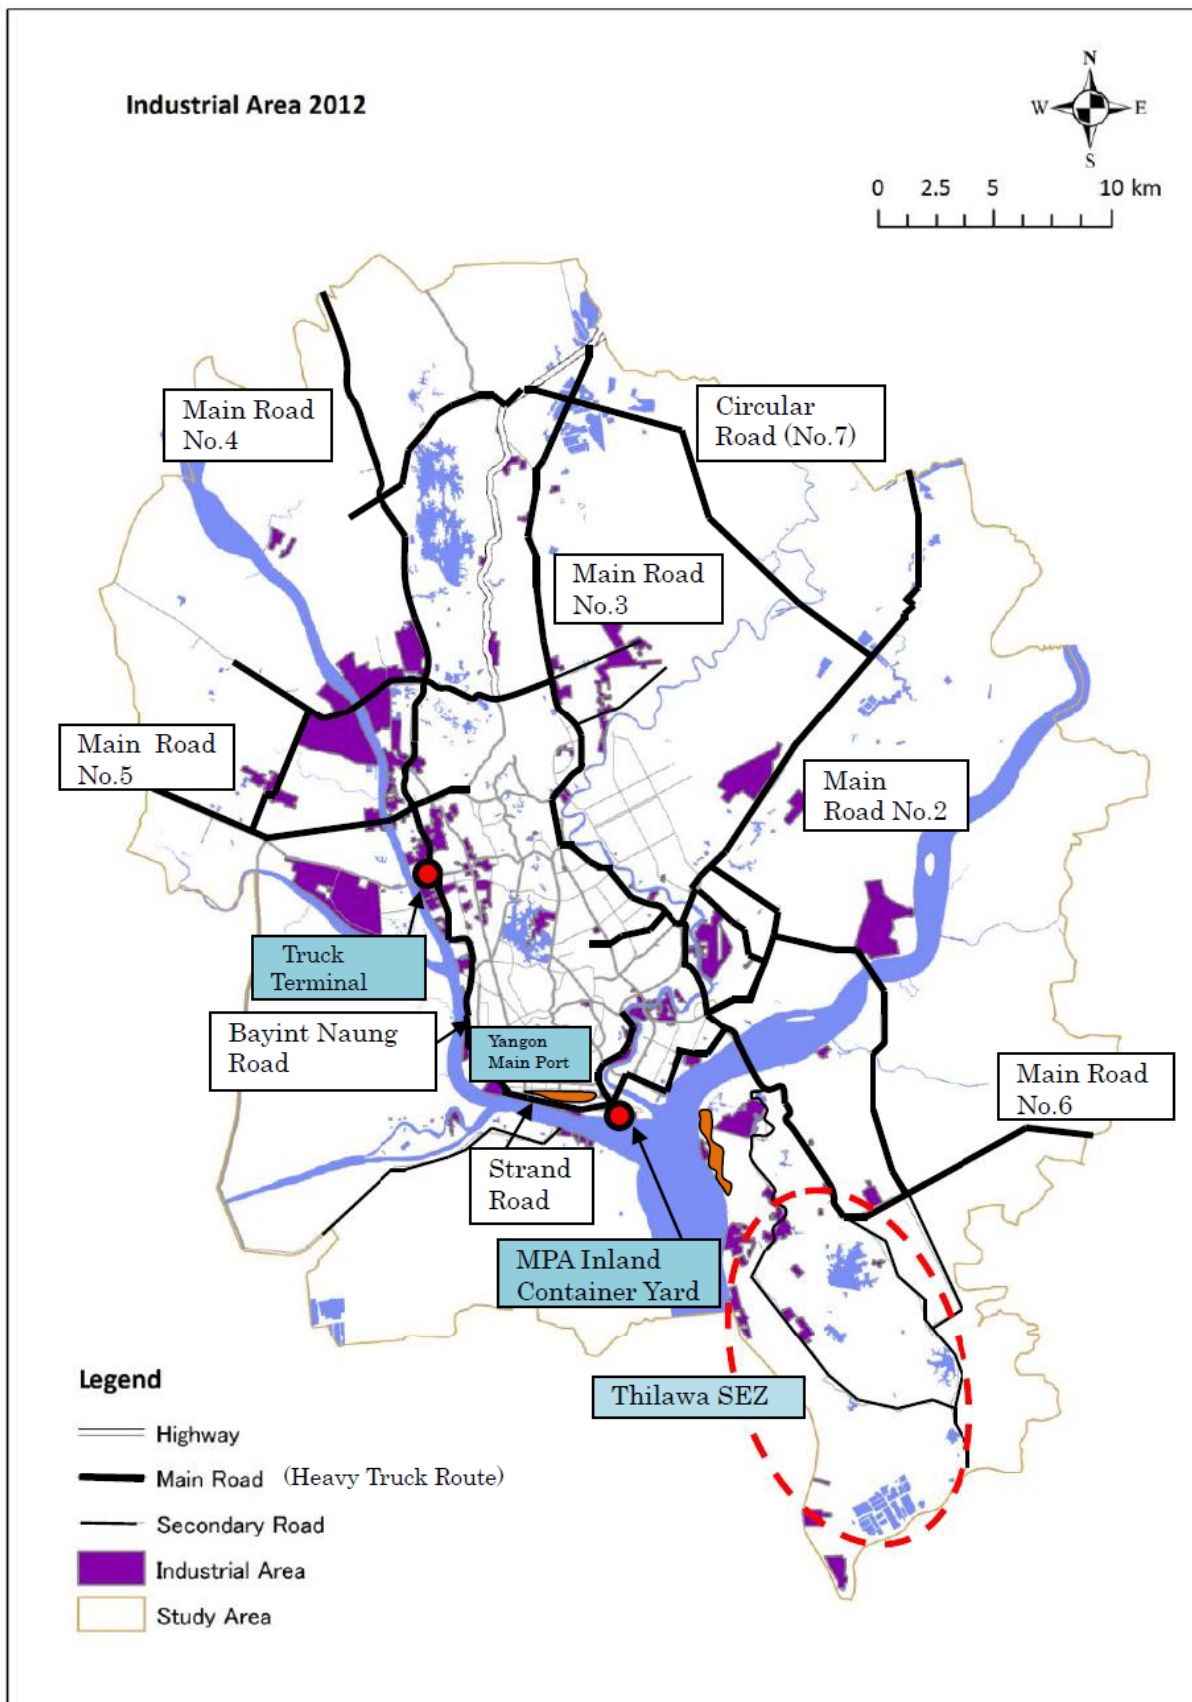 Industrial Area 2012
N
W
E
S
0 2.5 5 10 km
Main Road
No.4
Circular
Road (No.7)
Main Road
No.3
Main Road
No.5
Main
Road No.2
Truck
Terminal
Bayint Naung
Road
Yangon
Main Port
Main Road
No.6
Strand
Road
MPA Inland
Container Yard
Thilawa SEZ
Legend
Highway
Main Road (Heavy Truck Route)
Secondary Road
Industrial Area
Study Area